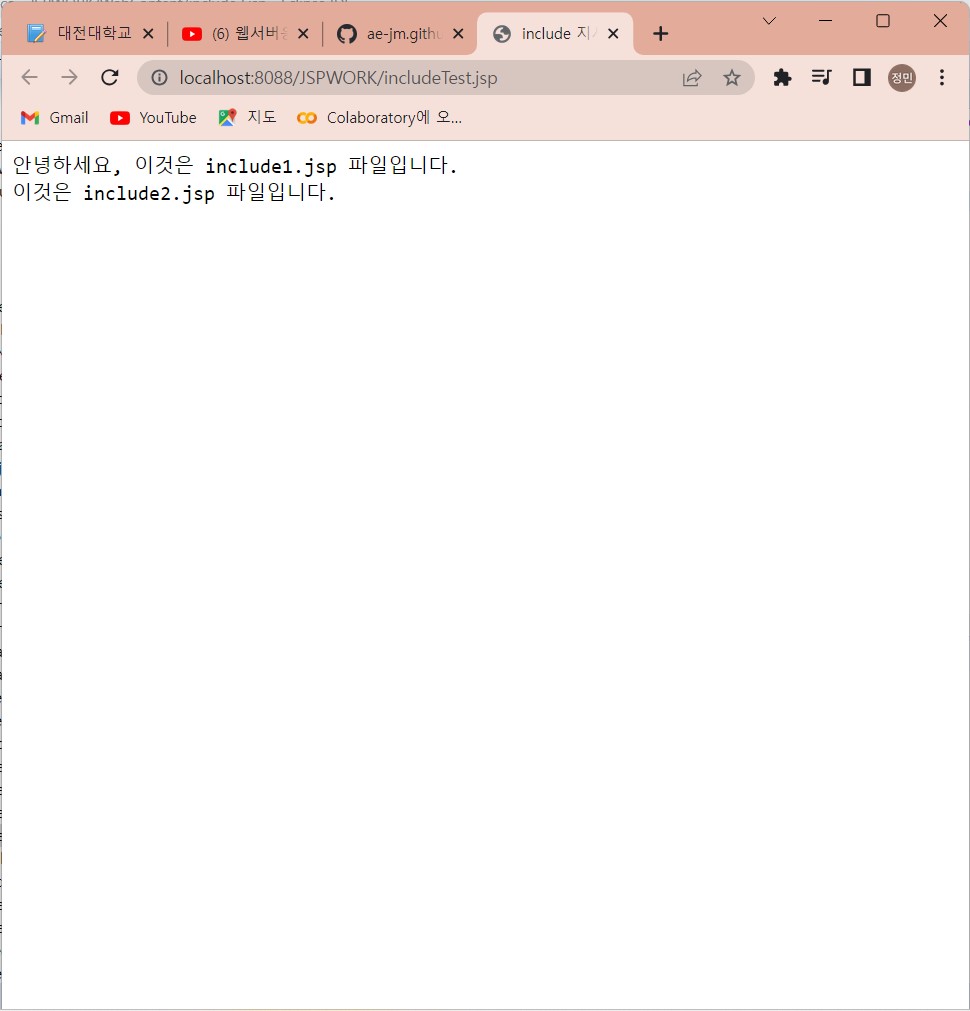 대전대학교
(6) 웹서버
ae-jm.githu
include 지
localhost:8088/JSPWORK/includeTest.jsp
정민
Gmail
YouTube
지도
Colaboratory에 오...
안녕하세요, 이것은 include1.jsp 파일입니다.
이것은 include2.jsp 파일입니다.